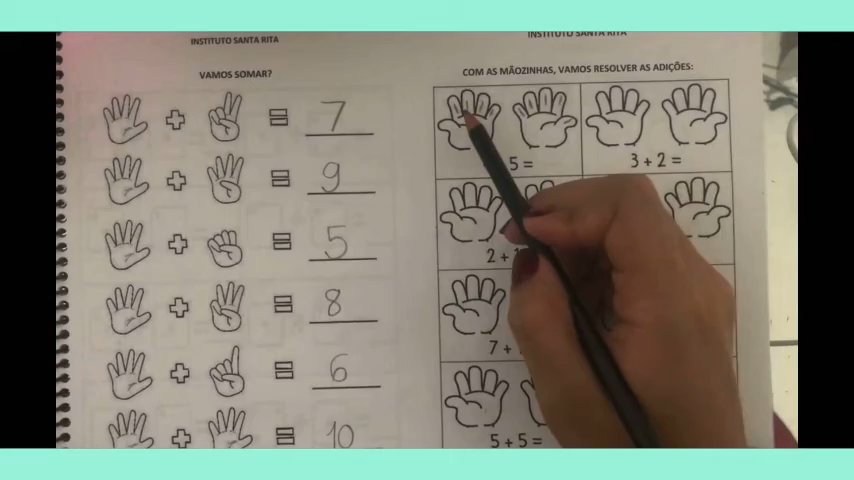 INSTITUTO SANTA RITA
VAMOS SOMAR?
+ = 7
+ = 9
+ = 5
+ = 8
+ = 6
+ = 10
INSTITUTO SANTA RITA
COM AS MÃOZINHAS, VAMOS RESOLVER AS ADIÇÕES:
5 =
3 + 2 =
2 +
7 +
5 + 5 =